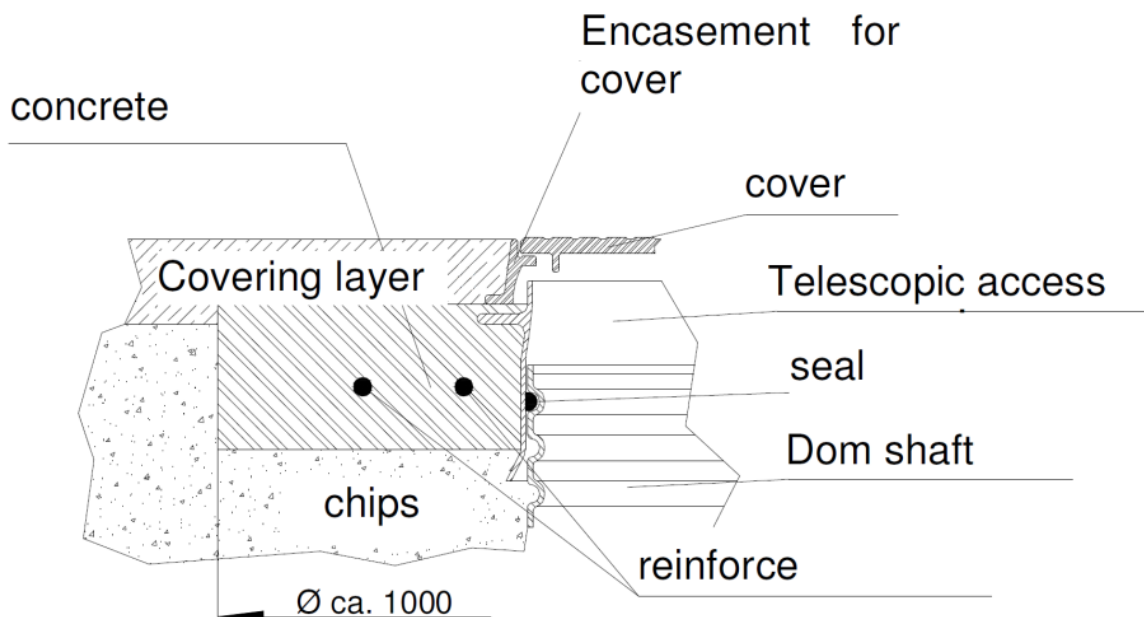 Encasement for
cover
concrete
cover
Covering layer
Telescopic access
seal
Dom shaft
chips
reinforce
Ø ca. 1000